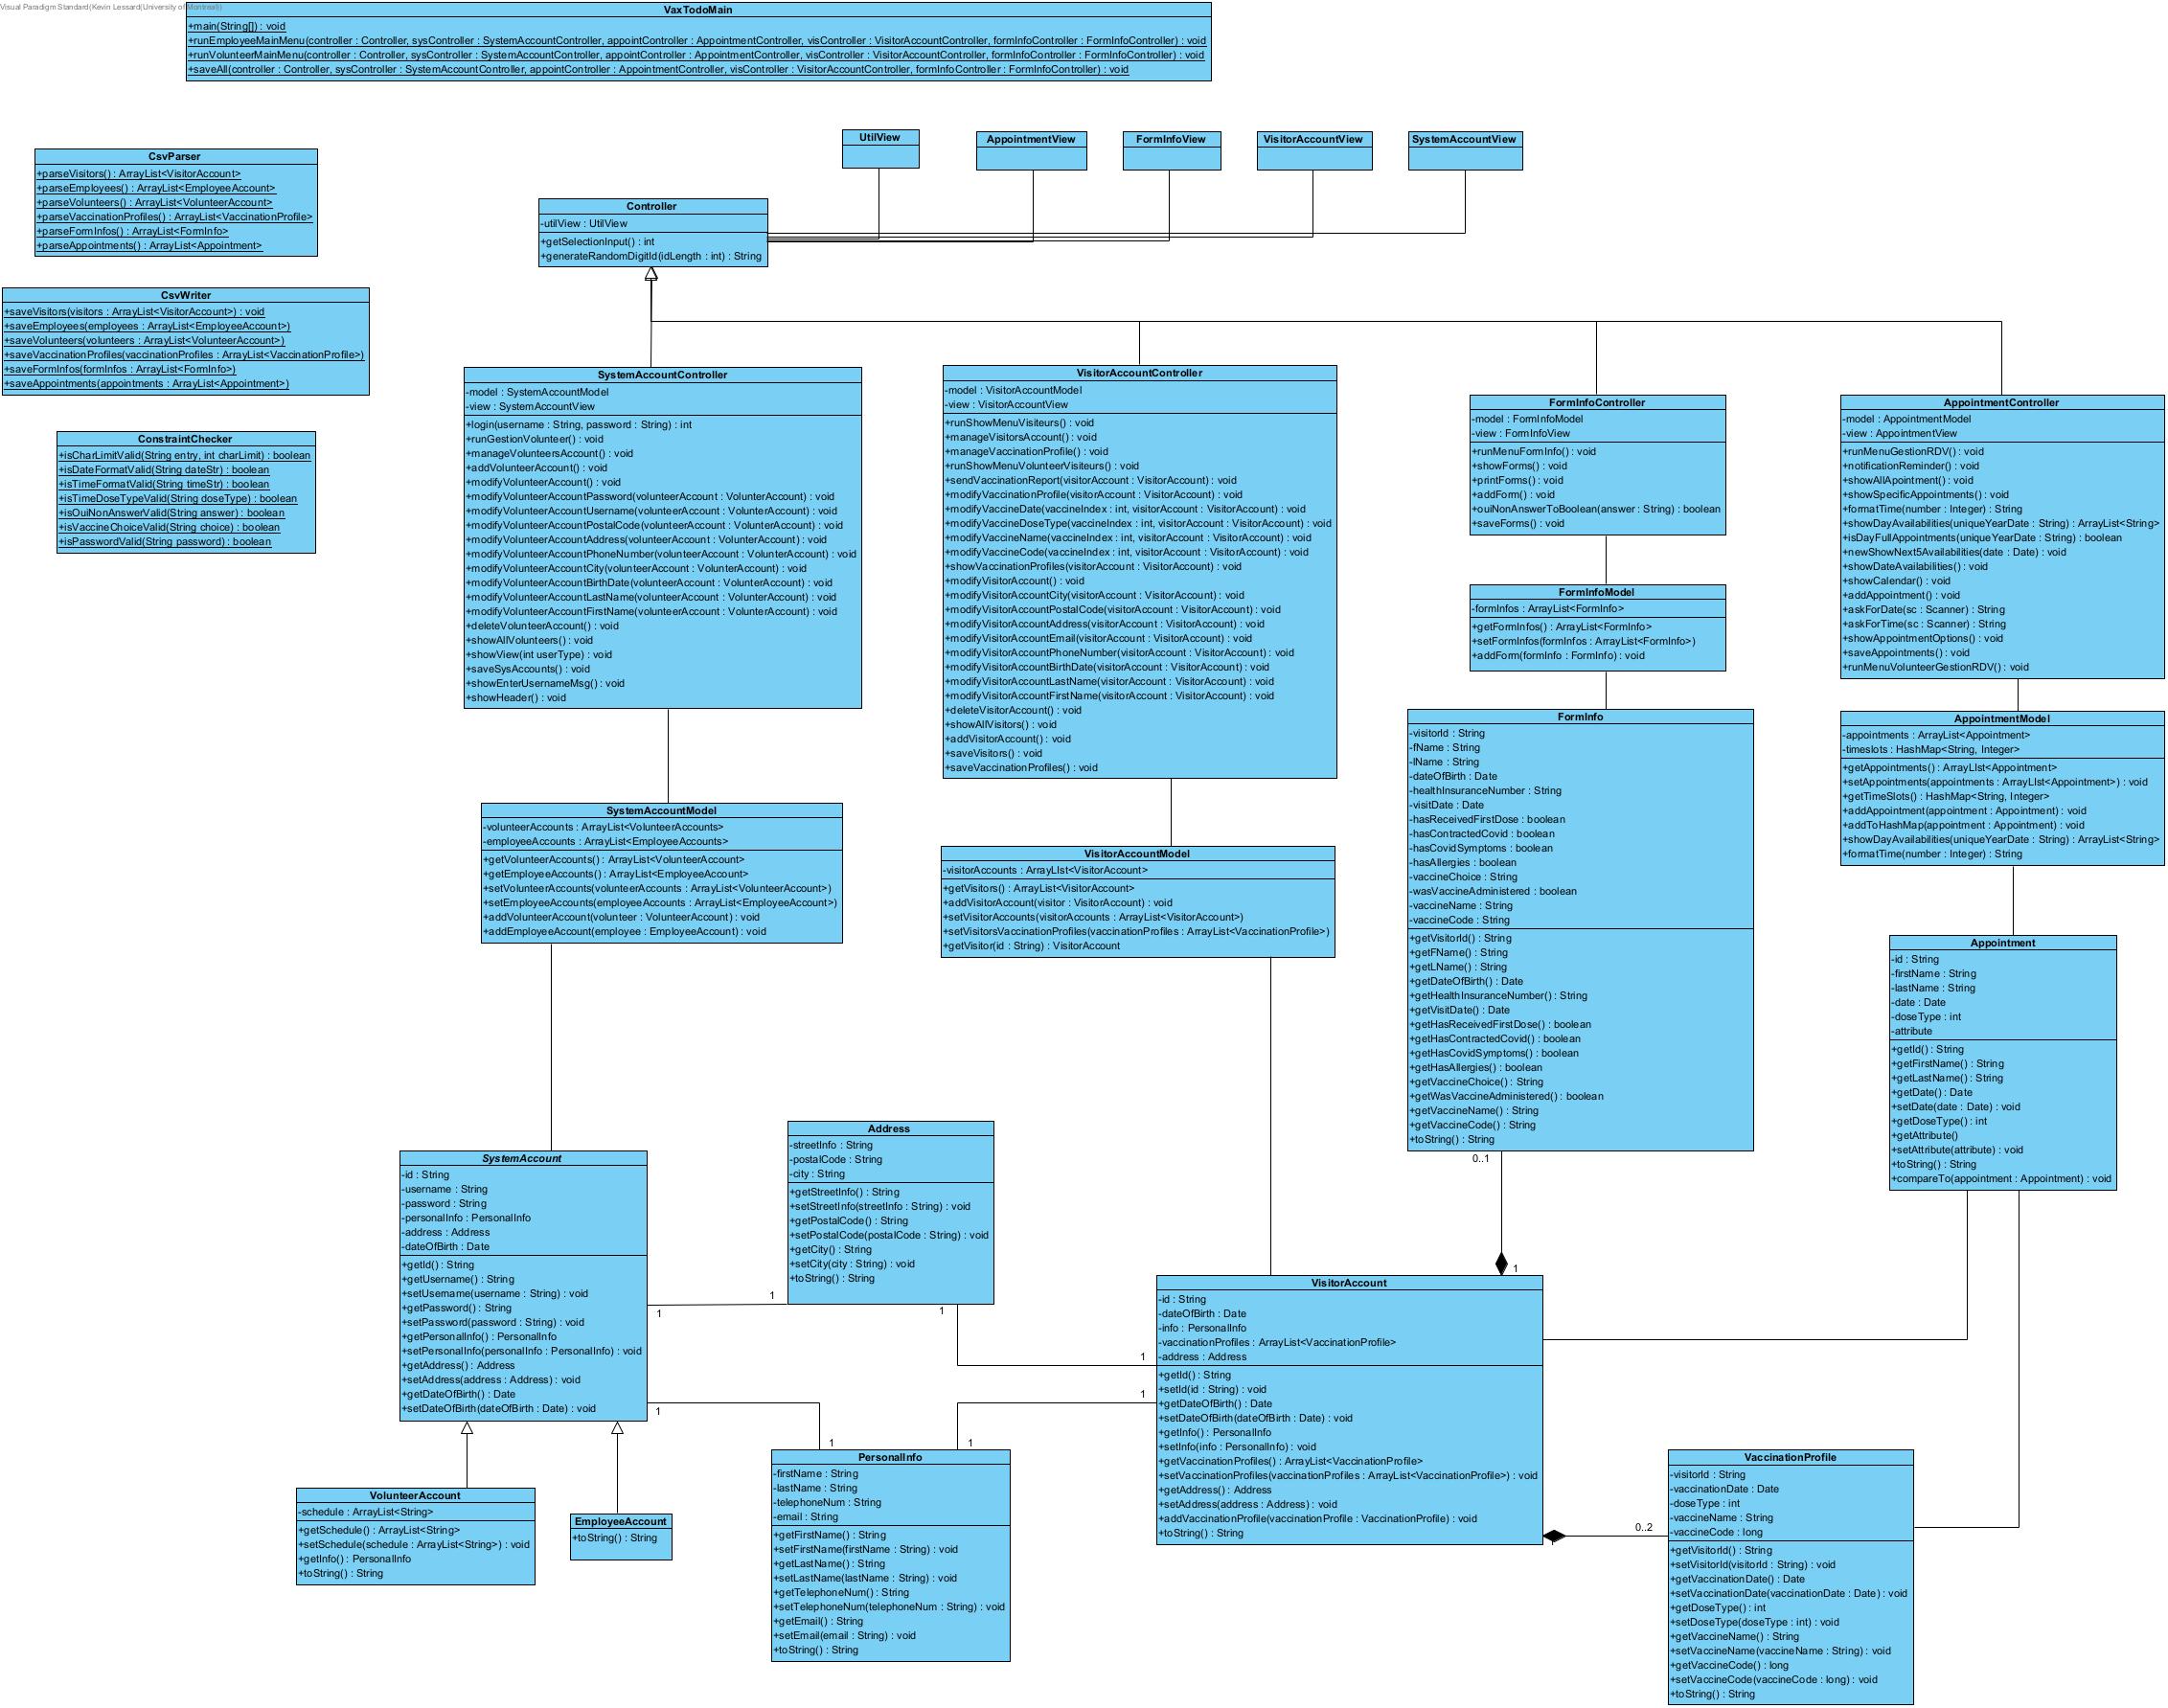 Visual Paradigm Standard(Kevin Lessard(University of Montreal))
VaxTodoMain
+main(String[]) : void
+runEmployeeMainMenu(controller : Controller, sysController : SystemAccountController, appointController : AppointmentController, visController : VisitorAccountController, formInfoController : FormInfoController) : void
+runVolunteerMainMenu(controller : Controller, sysController : SystemAccountController, appointController : AppointmentController, visController : VisitorAccountController, formInfoController : FormInfoController) : void
+saveAll(controller : Controller, sysController : SystemAccountController, appointController : AppointmentController, visController : VisitorAccountController, formInfoController : FormInfoController) : void
UtilView
AppointmentView
FormInfoView
VisitorAccountView
SystemAccountView
CsvParser
+parseVisitors() : ArrayList<VisitorAccount>
+parseEmployees() : ArrayList<EmployeeAccount>
+parseVolunteers() : ArrayList<VolunteerAccount>
+parseVaccinationProfiles() : ArrayList<VaccinationProfile>
+parseFormInfos() : ArrayList<FormInfo>
+parseAppointments() : ArrayList<Appointment>
Controller
-utilView : UtilView
+getSelectionInput() : int
+generateRandomDigitId(idLength : int) : String
CsvWriter
+saveVisitors(visitors : ArrayList<VisitorAccount>) : void
+saveEmployees(employees : ArrayList<EmployeeAccount>)
+saveVolunteers(volunteers : ArrayList<VolunteerAccount>)
+saveVaccinationProfiles(vaccinationProfiles : ArrayList<VaccinationProfile>)
+saveFormInfos(formInfos : ArrayList<FormInfo>)
+saveAppointments(appointments : ArrayList<Appointment>)
ConstraintChecker
+isCharLimitValid(String entry, int charLimit) : boolean
+isDateFormatValid(String dateStr) : boolean
+isTimeFormatValid(String timeStr) : boolean
+isTimeDoseTypeValid(String doseType) : boolean
+isOuiNonAnswerValid(String answer) : boolean
+isVaccineChoiceValid(String choice) : boolean
+isPasswordValid(String password) : boolean
SystemAccountController
-model : SystemAccountModel
-view : SystemAccountView
+login(username : String, password : String) : int
+runGestionVolunteer() : void
+manageVolunteersAccount() : void
+addVolunteerAccount() : void
+modifyVolunteerAccount() : void
+modifyVolunteerAccountPassword(volunteerAccount : VolunterAccount) : void
+modifyVolunteerAccountUsername(volunteerAccount : VolunterAccount) : void
+modifyVolunteerAccountPostalCode(volunteerAccount : VolunterAccount) : void
+modifyVolunteerAccountAddress(volunteerAccount : VolunterAccount) : void
+modifyVolunteerAccountPhoneNumber(volunteerAccount : VolunterAccount) : void
+modifyVolunteerAccountCity(volunteerAccount : VolunterAccount) : void
+modifyVolunteerAccountBirthDate(volunteerAccount : VolunterAccount) : void
+modifyVolunteerAccountLastName(volunteerAccount : VolunterAccount) : void
+modifyVolunteerAccountFirstName(volunteerAccount : VolunterAccount) : void
+deleteVolunteerAccount() : void
+showAllVolunteers() : void
+showView(int userType) : void
+saveSysAccounts() : void
+showEnterUsernameMsg() : void
+showHeader() : void
VisitorAccountController
-model : VisitorAccountModel
-view : VisitorAccountView
+runShowMenuVisiteurs() : void
+manageVisitorsAccount() : void
+manageVaccinationProfile() : void
+runShowMenuVolunteerVisiteurs() : void
+sendVaccinationReport(visitorAccount : VisitorAccount) : void
+modifyVaccinationProfile(visitorAccount : VisitorAccount) : void
+modifyVaccineDate(vaccineIndex : int, visitorAccount : VisitorAccount) : void
+modifyVaccineDoseType(vaccineIndex : int, visitorAccount : VisitorAccount) : void
+modifyVaccineName(vaccineIndex : int, visitorAccount : VisitorAccount) : void
+modifyVaccineCode(vaccineIndex : int, visitorAccount : VisitorAccount) : void
+showVaccinationProfiles(visitorAccount : VisitorAccount) : void
+modifyVisitorAccount() : void
+modifyVisitorAccountCity(visitorAccount : VisitorAccount) : void
+modifyVisitorAccountPostalCode(visitorAccount : VisitorAccount) : void
+modifyVisitorAccountAddress(visitorAccount : VisitorAccount) : void
+modifyVisitorAccountEmail(visitorAccount : VisitorAccount) : void
+modifyVisitorAccountPhoneNumber(visitorAccount : VisitorAccount) : void
+modifyVisitorAccountBirthDate(visitorAccount : VisitorAccount) : void
+modifyVisitorAccountLastName(visitorAccount : VisitorAccount) : void
+modifyVisitorAccountFirstName(visitorAccount : VisitorAccount) : void
+deleteVisitorAccount() : void
+showAllVisitors() : void
+addVisitorAccount() : void
+saveVisitors() : void
+saveVaccinationProfiles() : void
FormInfoController
-model : FormInfoModel
-view : FormInfoView
+runMenuFormInfo() : void
+showForms() : void
+printForms() : void
+addForm() : void
+ouiNonAnswerToBoolean(answer : String) : boolean
+saveForms() : void
AppointmentController
-model : AppointmentModel
-view : AppointmentView
+runMenuGestionRDV() : void
+notificationReminder() : void
+showAllApointment() : void
+showSpecificAppointments() : void
+formatTime(number : Integer) : String
+showDayAvailabilities(uniqueYearDate : String) : ArrayList<String>
+isDayFullAppointments(uniqueYearDate : String) : boolean
+newShowNext5Availabilities(date : Date) : void
+showDateAvailabilities() : void
+showCalendar() : void
+addAppointment() : void
+askForDate(sc : Scanner) : String
+askForTime(sc : Scanner) : String
+showAppointmentOptions() : void
+saveAppointments() : void
+runMenuVolunteerGestionRDV() : void
FormInfoModel
-formInfos : ArrayList<FormInfo>
+getFormInfos() : ArrayList<FormInfo>
+setFormInfos(formInfos : ArrayList<FormInfo>)
+addForm(formInfo : FormInfo) : void
FormInfo
-visitorId : String
-fName : String
-lName : String
-dateOfBirth : Date
-healthInsuranceNumber : String
-visitDate : Date
-hasReceivedFirstDose : boolean
-hasContractedCovid : boolean
-hasCovidSymptoms : boolean
-hasAllergies : boolean
-vaccineChoice : String
-wasVaccineAdministered : boolean
-vaccineName : String
-vaccineCode : String
+getVisitorId() : String
+getFName() : String
+getLName() : String
+getDateOfBirth() : Date
+getHealthInsuranceNumber() : String
+getVisitDate() : Date
+getHasReceivedFirstDose() : boolean
+getHasContractedCovid() : boolean
+getHasCovidSymptoms() : boolean
+getHasAllergies() : boolean
+getVaccineChoice() : String
+getWasVaccineAdministered() : boolean
+getVaccineName() : String
+getVaccineCode() : String
+toString() : String
AppointmentModel
-appointments : ArrayList<Appointment>
-timeslots : HashMap<String, Integer>
+getAppointments() : ArrayLIst<Appointment>
+setAppointments(appointments : ArrayLIst<Appointment>) : void
+getTimeSlots() : HashMap<String, Integer>
+addAppointment(appointment : Appointment) : void
+addToHashMap(appointment : Appointment) : void
+showDayAvailabilities(uniqueYearDate : String) : ArrayList<String>
+formatTime(number : Integer) : String
SystemAccountModel
-volunteerAccounts : ArrayList<VolunteerAccounts>
-employeeAccounts : ArrayList<EmployeeAccounts>
+getVolunteerAccounts() : ArrayList<VolunteerAccount>
+getEmployeeAccounts() : ArrayList<EmployeeAccount>
+setVolunteerAccounts(volunteerAccounts : ArrayList<VolunteerAccount>)
+setEmployeeAccounts(employeeAccounts : ArrayList<EmployeeAccount>)
+addVolunteerAccount(volunteer : VolunteerAccount) : void
+addEmployeeAccount(employee : EmployeeAccount) : void
VisitorAccountModel
-visitorAccounts : ArrayLIst<VisitorAccount>
+getVisitors() : ArrayList<VisitorAccount>
+addVisitorAccount(visitor : VisitorAccount) : void
+setVisitorAccounts(visitorAccounts : ArrayList<VisitorAccount>)
+setVisitorsVaccinationProfiles(vaccinationProfiles : ArrayList<VaccinationProfile>)
+getVisitor(id : String) : VisitorAccount
Appointment
-id : String
-firstName : String
-lastName : String
-date : Date
-doseType : int
-attribute
+getId() : String
+getFirstName() : String
+getLastName() : String
+getDate() : Date
+setDate(date : Date) : void
+getDoseType() : int
+getAttribute()
+setAttribute(attribute) : void
+toString() : String
+compareTo(appointment : Appointment) : void
SystemAccount
-id : String
-username : String
-password : String
-personalInfo : PersonalInfo
-address : Address
-dateOfBirth : Date
+getId() : String
+getUsername() : String
+setUsername(username : String) : void
+getPassword() : String
+setPassword(password : String) : void
+getPersonalInfo() : PersonalInfo
+setPersonalInfo(personalInfo : PersonalInfo) : void
+getAddress() : Address
+setAddress(address : Address) : void
+getDateOfBirth() : Date
+setDateOfBirth(dateOfBirth : Date) : void
Address
-streetInfo : String
-postalCode : String
-city : String
+getStreetInfo() : String
+setStreetInfo(streetInfo : String) : void
+getPostalCode() : String
+setPostalCode(postalCode : String) : void
+getCity() : String
+setCity(city : String) : void
+toString() : String
1
1
1
1
1
1
1
1
0..1
1
VisitorAccount
-id : String
-dateOfBirth : Date
-info : PersonalInfo
-vaccinationProfiles : ArrayList<VaccinationProfile>
-address : Address
+getId() : String
+setId(id : String) : void
+getDateOfBirth() : Date
+setDateOfBirth(dateOfBirth : Date) : void
+getInfo() : PersonalInfo
+setInfo(info : PersonalInfo) : void
+getVaccinationProfiles() : ArrayList<VaccinationProfile>
+setVaccinationProfiles(vaccinationProfiles : ArrayList<VaccinationProfile>) : void
+getAddress() : Address
+setAddress(address : Address) : void
+addVaccinationProfile(vaccinationProfile : VaccinationProfile) : void
+toString() : String
0..2
VolunteerAccount
-schedule : ArrayList<String>
+getSchedule() : ArrayList<String>
+setSchedule(schedule : ArrayList<String>) : void
+getInfo() : PersonalInfo
+toString() : String
EmployeeAccount
+toString() : String
PersonalInfo
-firstName : String
-lastName : String
-telephoneNum : String
-email : String
+getFirstName() : String
+setFirstName(firstName : String) : void
+getLastName() : String
+setLastName(lastName : String) : void
+getTelephoneNum() : String
+setTelephoneNum(telephoneNum : String) : void
+getEmail() : String
+setEmail(email : String) : void
+toString() : String
VaccinationProfile
-visitorId : String
-vaccinationDate : Date
-doseType : int
-vaccineName : String
-vaccineCode : long
+getVisitorId() : String
+setVisitorId(visitorId : String) : void
+getVaccinationDate() : Date
+setVaccinationDate(vaccinationDate : Date) : void
+getDoseType() : int
+setDoseType(doseType : int) : void
+getVaccineName() : String
+setVaccineName(vaccineName : String) : void
+getVaccineCode() : long
+setVaccineCode(vaccineCode : long) : void
+toString() : String